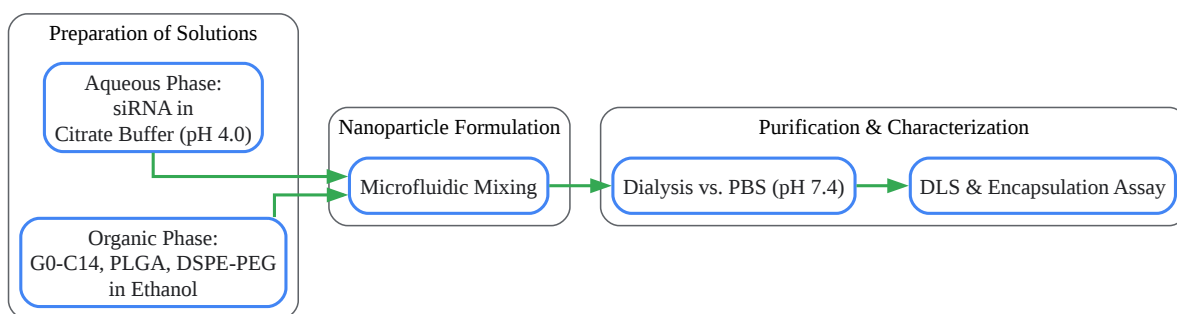 Preparation of Solutions
Aqueous Phase:
siRNA in
Citrate Buffer (pH 4.0)
Organic Phase:
G0-C14, PLGA, DSPE-PEG
in Ethanol
Nanoparticle Formulation
Microfluidic Mixing
Purification & Characterization
Dialysis vs. PBS (pH 7.4)
DLS & Encapsulation Assay